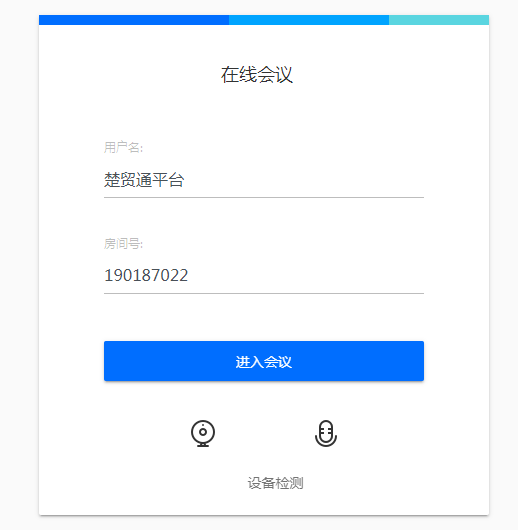 在线会议
用户名:
楚贸通平台
房间号:
190187022
进入会议
设备检测